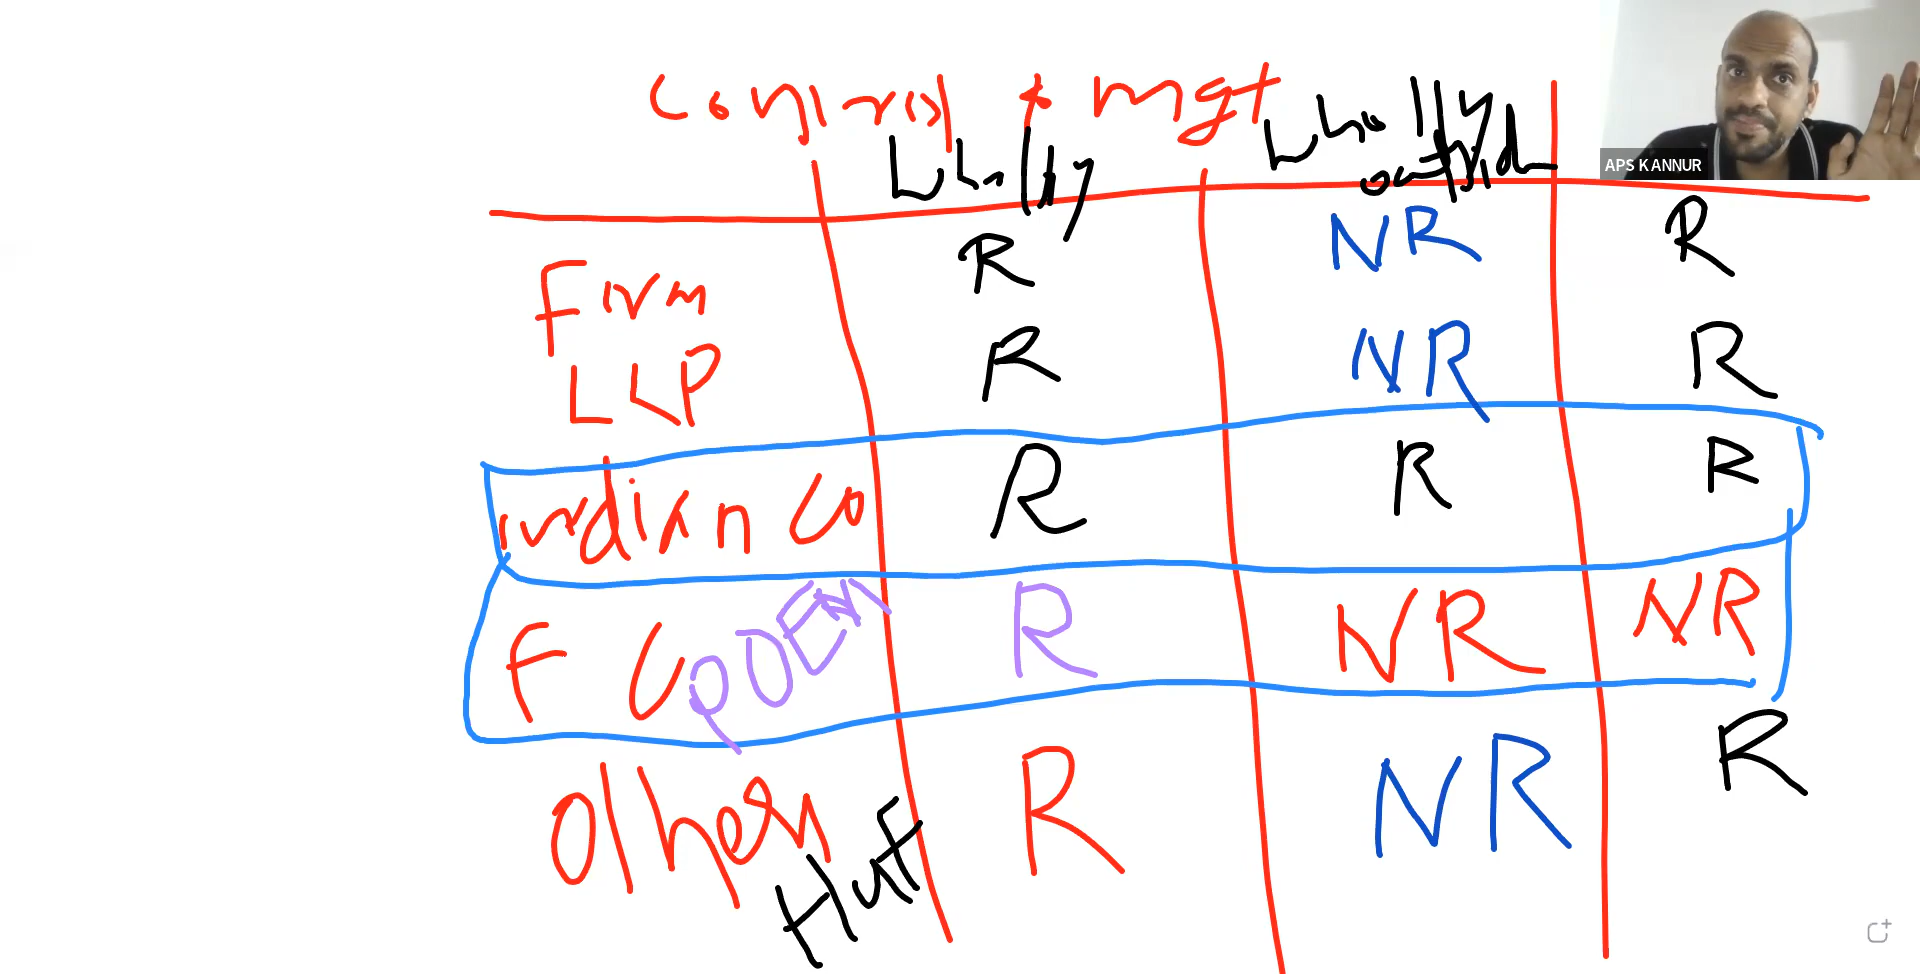 Control & mgt
Wholly
Wholly outside
APS KANNUR
Firm R NR R
LLP R NR R
indian Co R R R
F C POEM R NR NR
Others R NR R
HUF